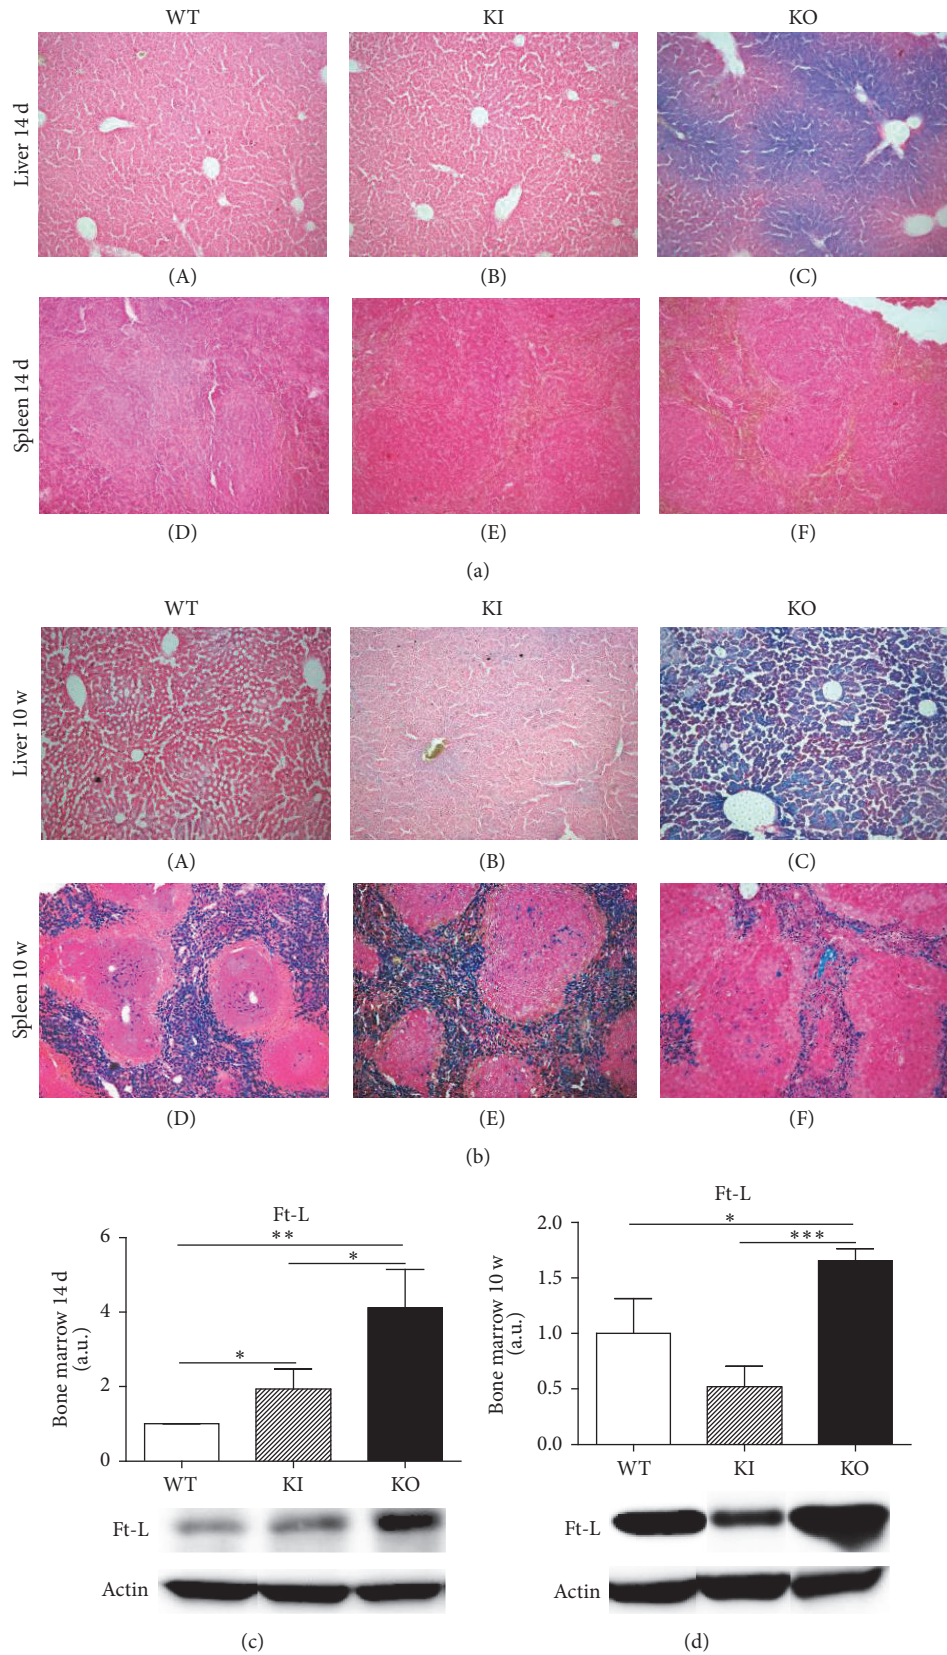 WT KI KO
Liver 14 d
(A) (B) (C)
Spleen 14 d
(D) (E) (F)
(a)
WT KI KO
Liver 10 w
(A) (B) (C)
Spleen 10 w
(D) (E) (F)
(b)
Ft-L
Bone marrow 14 d
(a.u.)
6
4
2
0
**
*
*
WT KI KO
Ft-L
Actin
(c)
Ft-L
Bone marrow 10 w
(a.u.)
2.0
1.5
1.0
0.5
0.0
*
***
WT KI KO
Ft-L
Actin
(d)